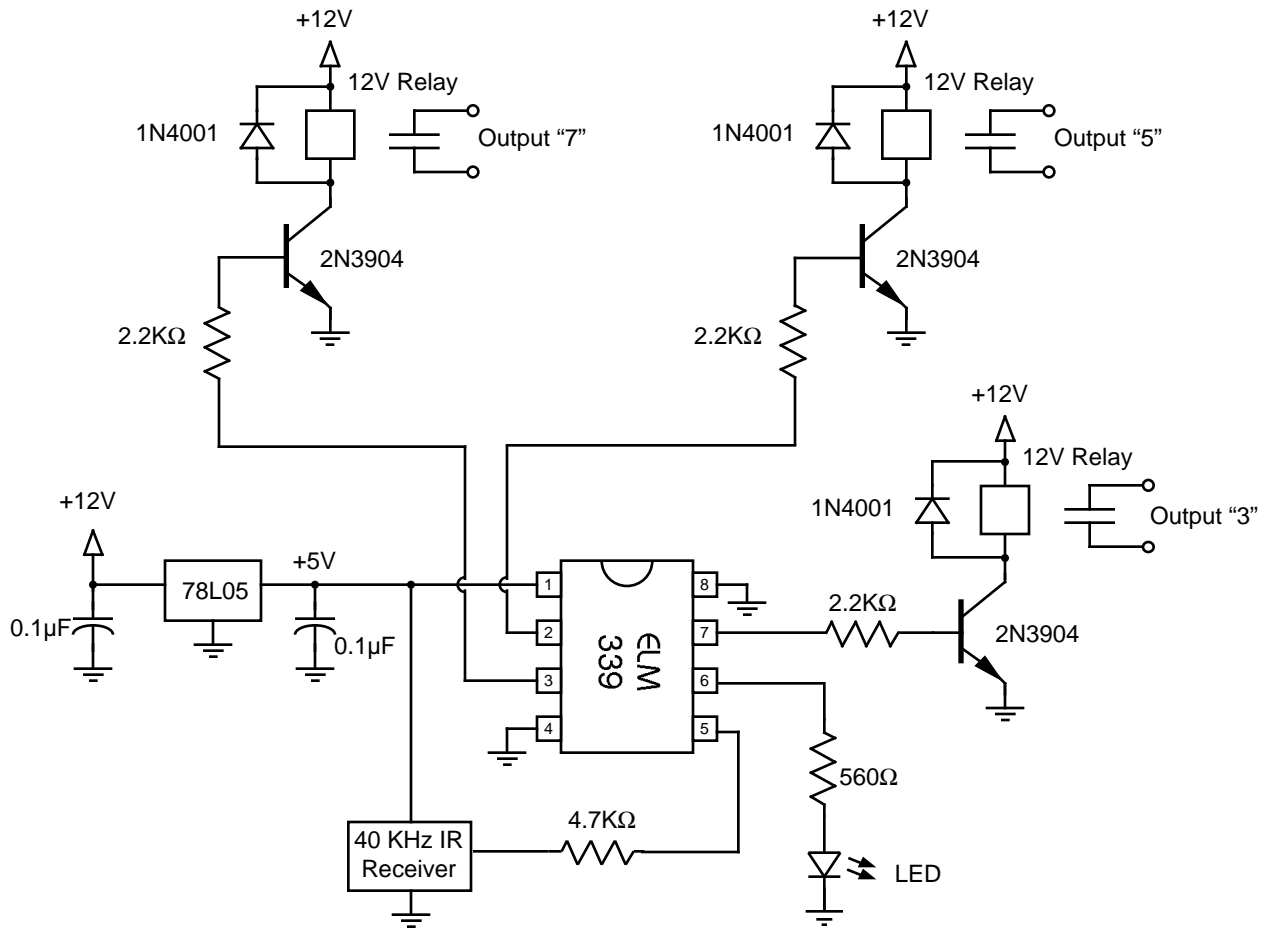 +12V
12V Relay
1N4001
Output “7”
2N3904
2.2KΩ
+12V
12V Relay
1N4001
Output “5”
2N3904
2.2KΩ
+12V
12V Relay
1N4001
Output “3”
2.2KΩ
2N3904
+12V
78L05
+5V
0.1µF
0.1µF
1
2
3
4
8
7
6
5
ELM
339
40 KHz IR
Receiver
4.7KΩ
560Ω
LED